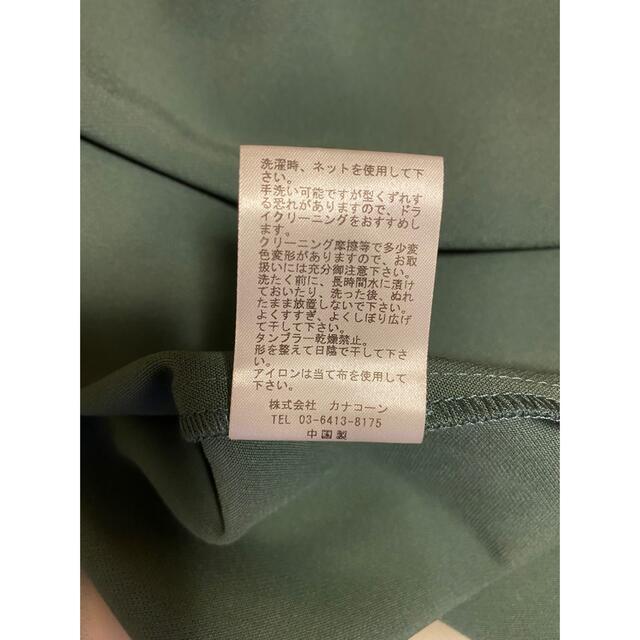 洗濯時、ネットを使用して下
さい。
手洗い可能ですが型くずれす
る恐れがありますので、ドラ
イクリーニングをおすすめし
ます。
クリーニング摩擦等で多少変
色変形がありますので、お取
扱いには充分御注意下さい。
洗たく前に、長時間水に漬け
ておいたり、洗った後、ぬれ
たまま放置しないで下さい。
よくすすぎ、よくしぼり広げ
て干して下さい。
タンブラー乾燥禁止。
形を整えて日陰で干して下さ
い。
アイロンは当て布を使用して
下さい。
株式会社 カナコーン
TEL 03-6413-8175
中国製